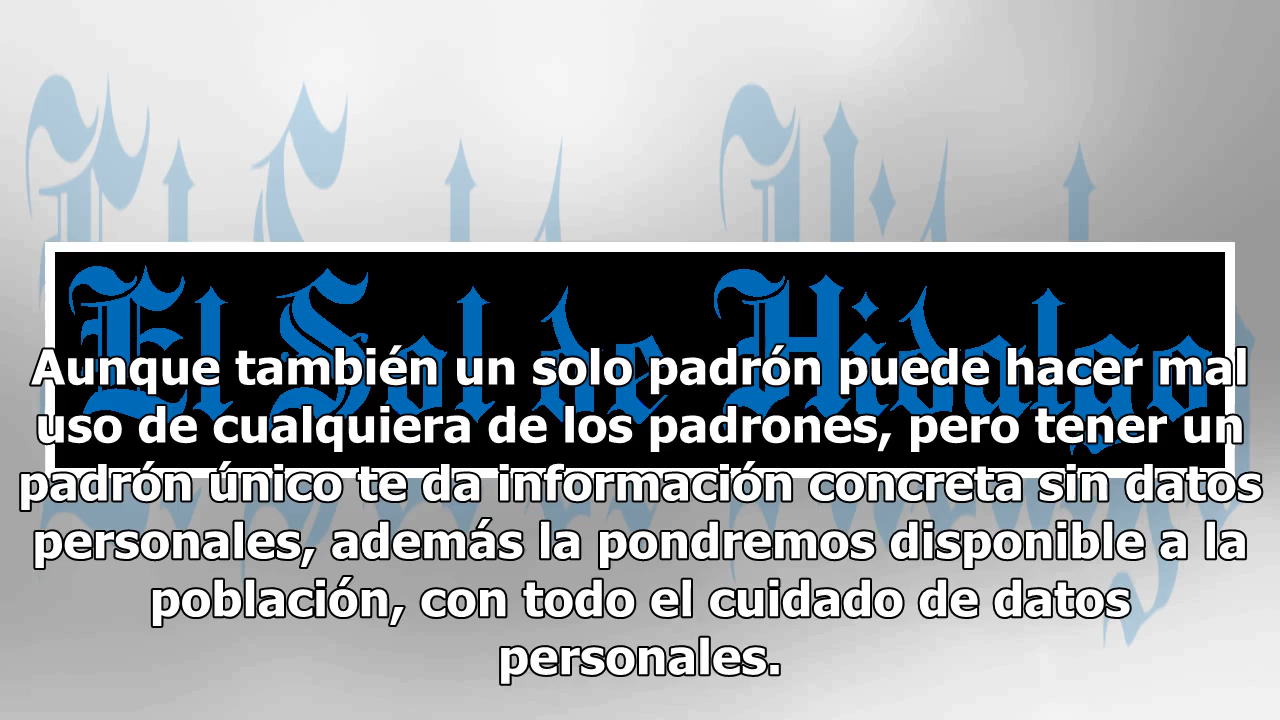 El Sol de Hidalgo
Aunque también un solo padrón puede hacer mal
uso de cualquiera de los padrones, pero tener un
padrón único te da información concreta sin datos
personales, además la pondremos disponible a la
población, con todo el cuidado de datos
personales.